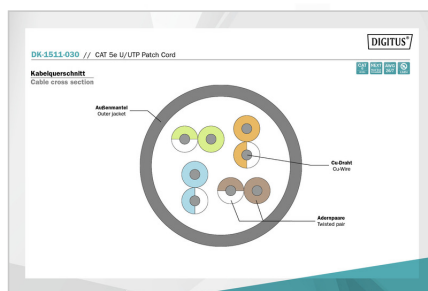 DIGITUS®
DK-1511-030 // CAT 5e U/UTP Patch Cord
Kabelquerschnitt
Cable cross section
Außenmantel
Outer jacket
Cu-Draht
Cu-Wire
Adernpaare
Twisted pair